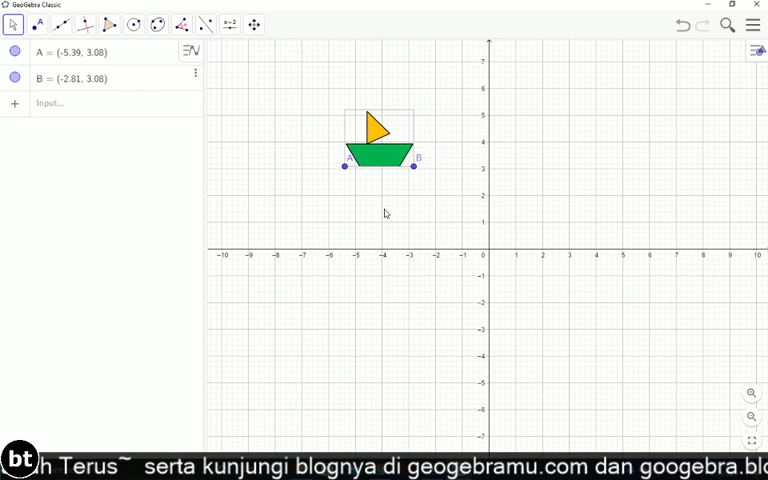 GeoGebra Classic
A
a=2
A = (-5.39, 3.08)
B = (-2.81, 3.08)
+ Input...
A
B
7
6
5
4
3
2
1
-10 -9 -8 -7 -6 -5 -4 -3 -2 -1 0 1 2 3 4 5 6 7 8 9 10
-1
-2
-3
-4
-5
-6
-7
bt
h Terus~ serta kunjungi blognya di geogebramu.com dan googebra.blo